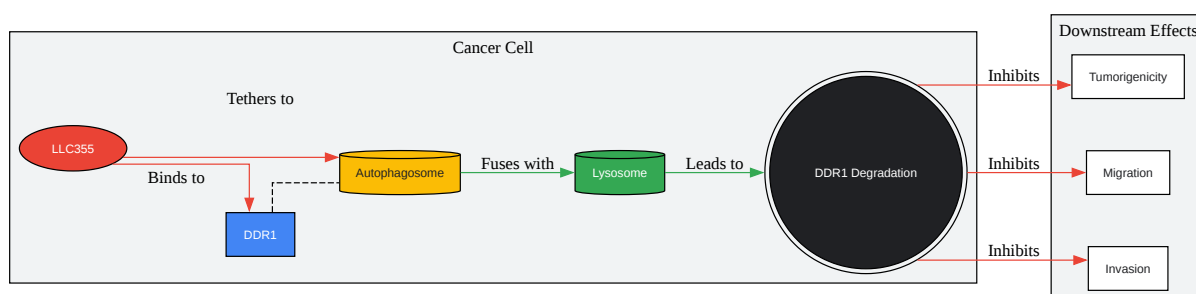 Downstream Effects
Cancer Cell
Inhibits
Tumorigenicity
Tethers to
LLC355
Binds to
Autophagosome
Fuses with
Lysosome
Leads to
DDR1 Degradation
Inhibits
Migration
DDR1
Inhibits
Invasion